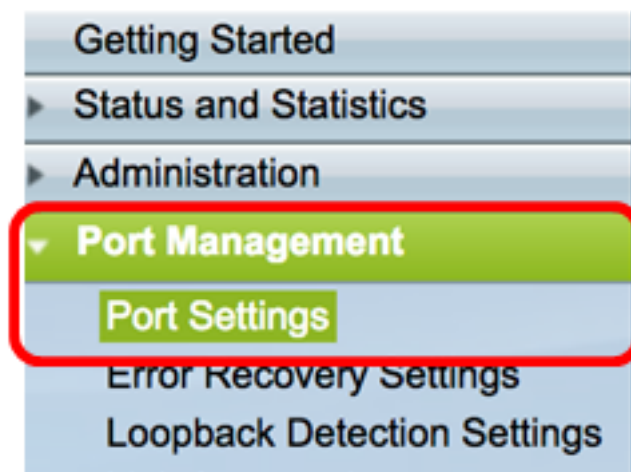 Getting Started
Status and Statistics
Administration
Port Management
Port Settings
Error Recovery Settings
Loopback Detection Settings